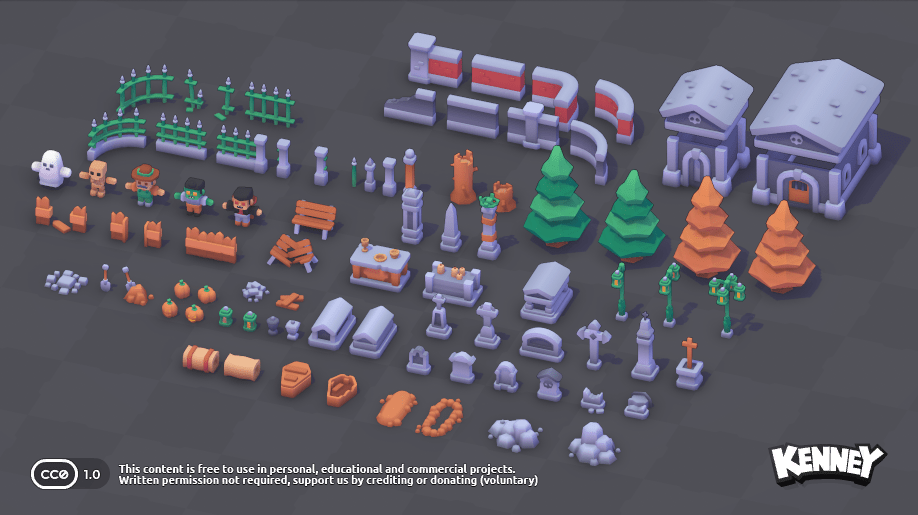 CC0 1.0
This content is free to use in personal, educational and commercial projects.
Written permission not required, support us by crediting or donating (voluntary)
KENNEY